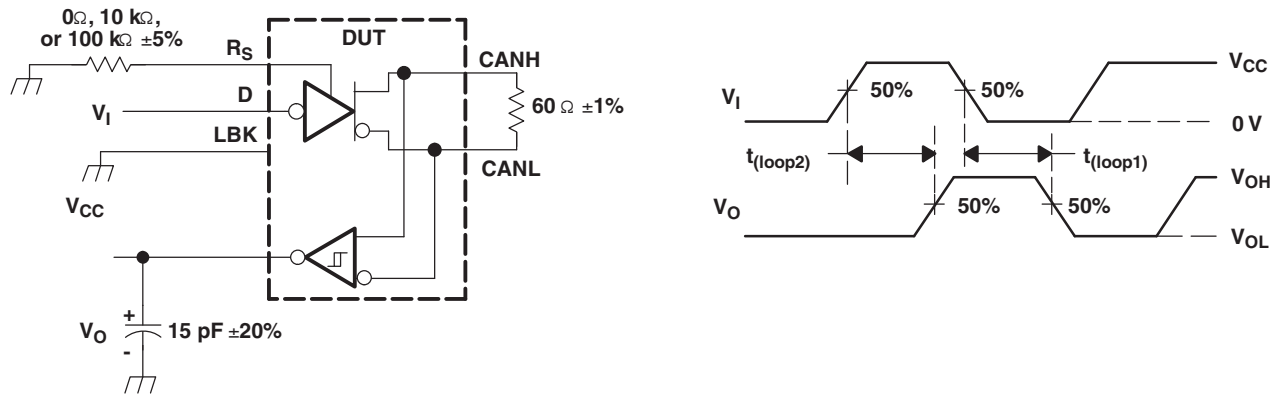 0Ω, 10 kΩ,
or 100 kΩ ±5%
DUT
RS
CANH
D
VI
60 Ω ±1%
LBK
CANL
VCC
+
VO
15 pF ±20%
-
VCC
VI
50%
50%
0 V
t(loop2)
t(loop1)
VOH
VO
50%
50%
VOL